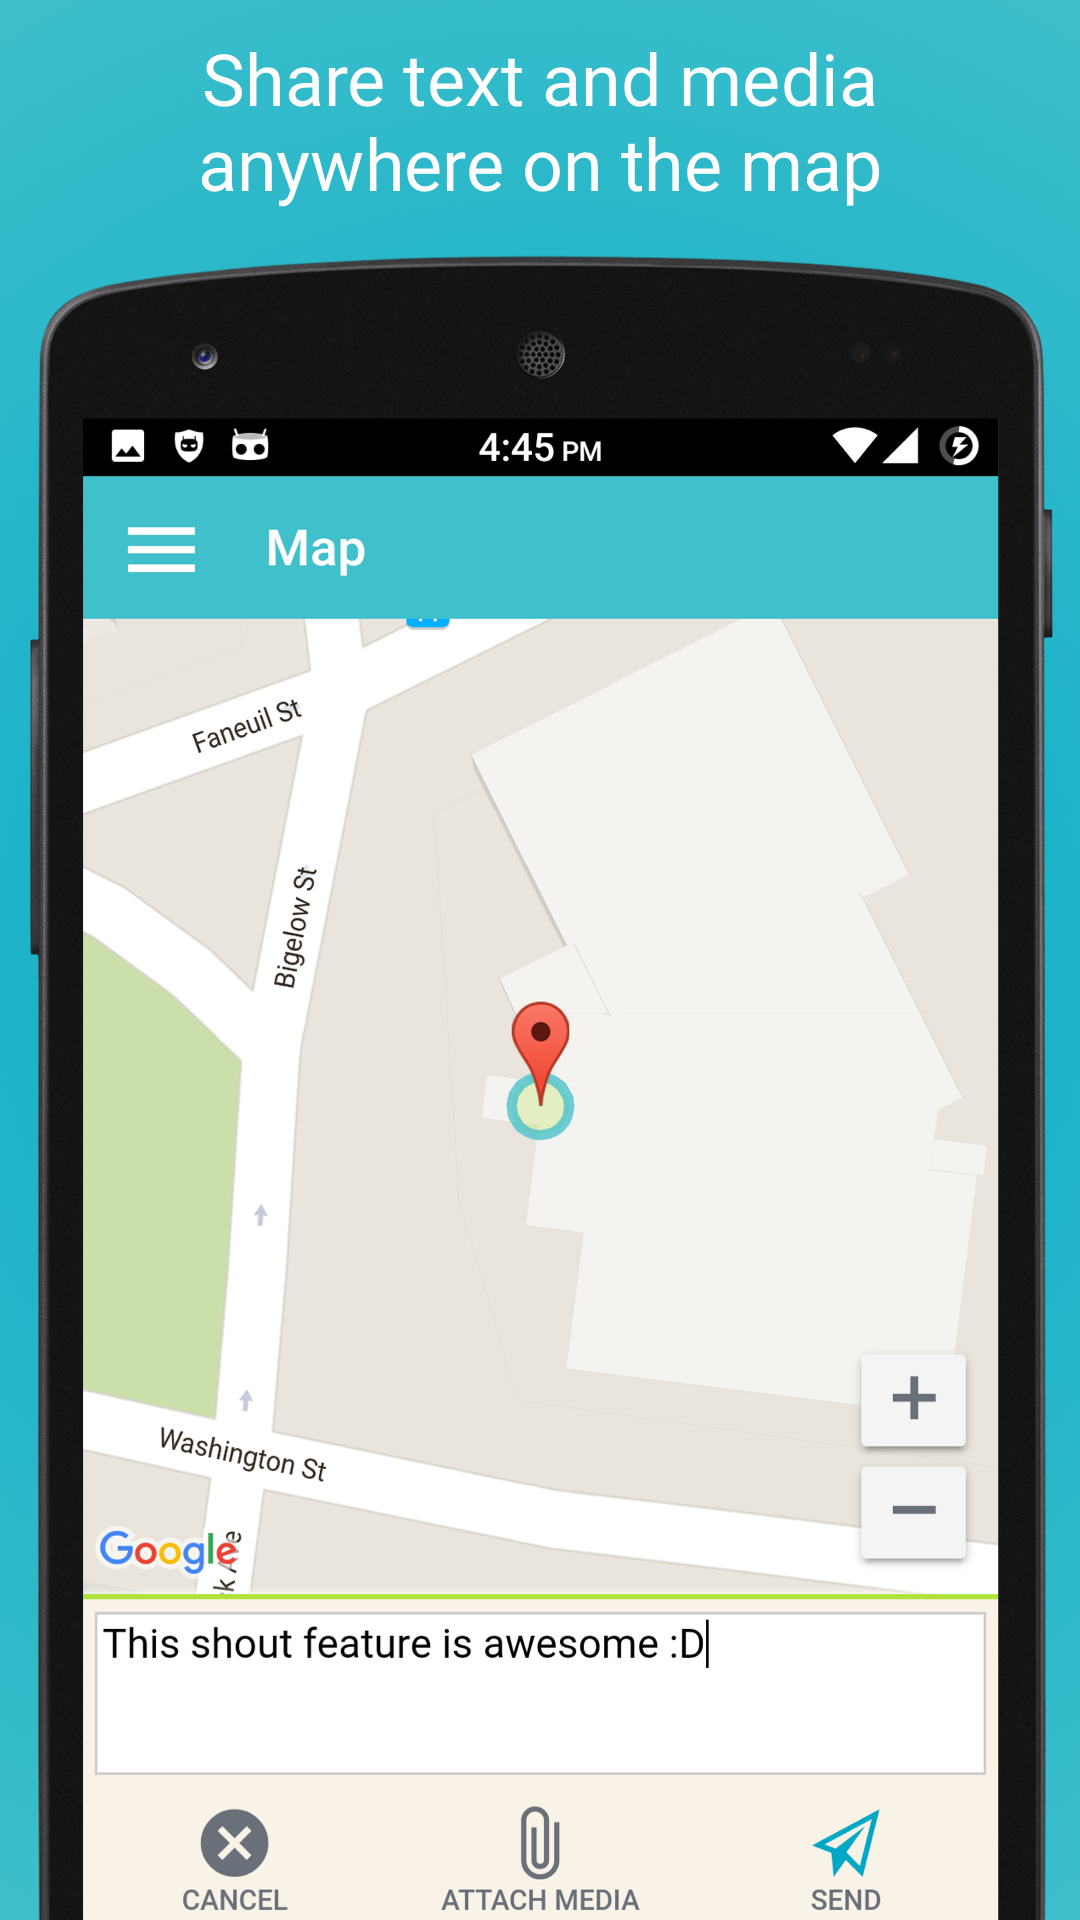 Share text and media
anywhere on the map
4:45 PM
Map
Faneuil St
Bigelow St
Washington St
Google
This shout feature is awesome :D
CANCEL
ATTACH MEDIA
SEND